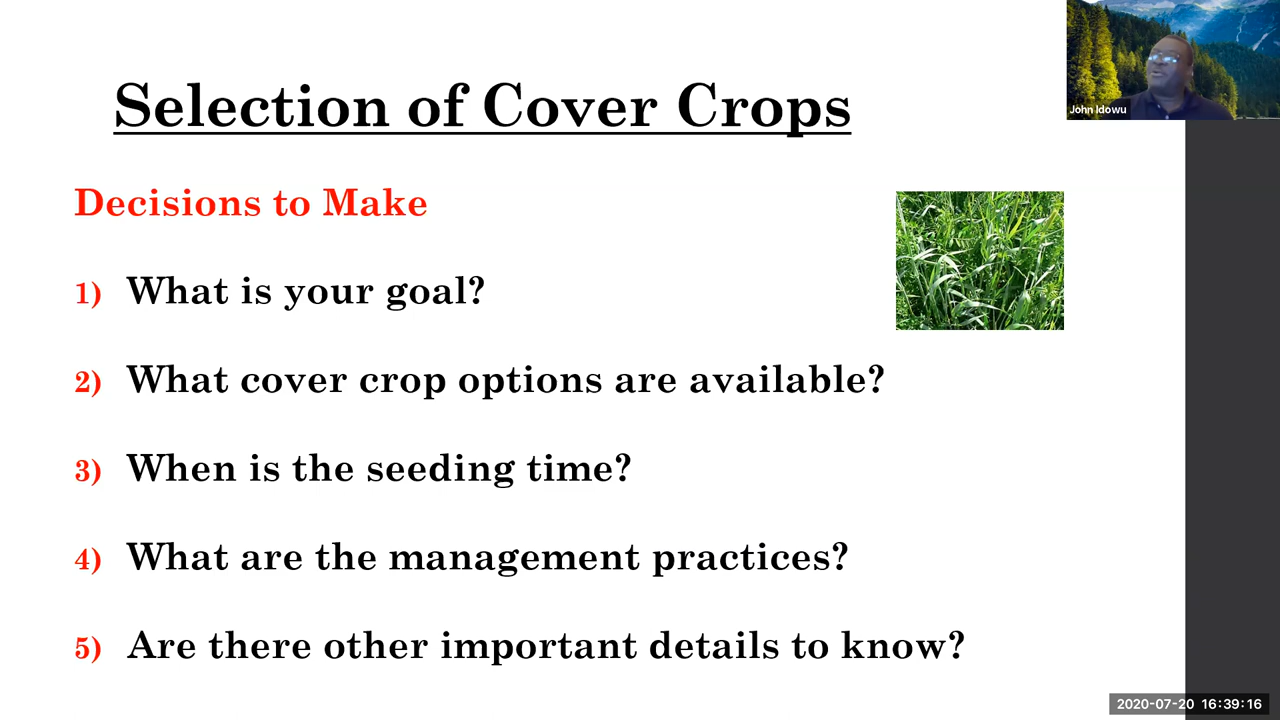 Selection of Cover Crops
John Idowu
Decisions to Make
1) What is your goal?
2) What cover crop options are available?
3) When is the seeding time?
4) What are the management practices?
5) Are there other important details to know?
2020-07-20 16:39:16